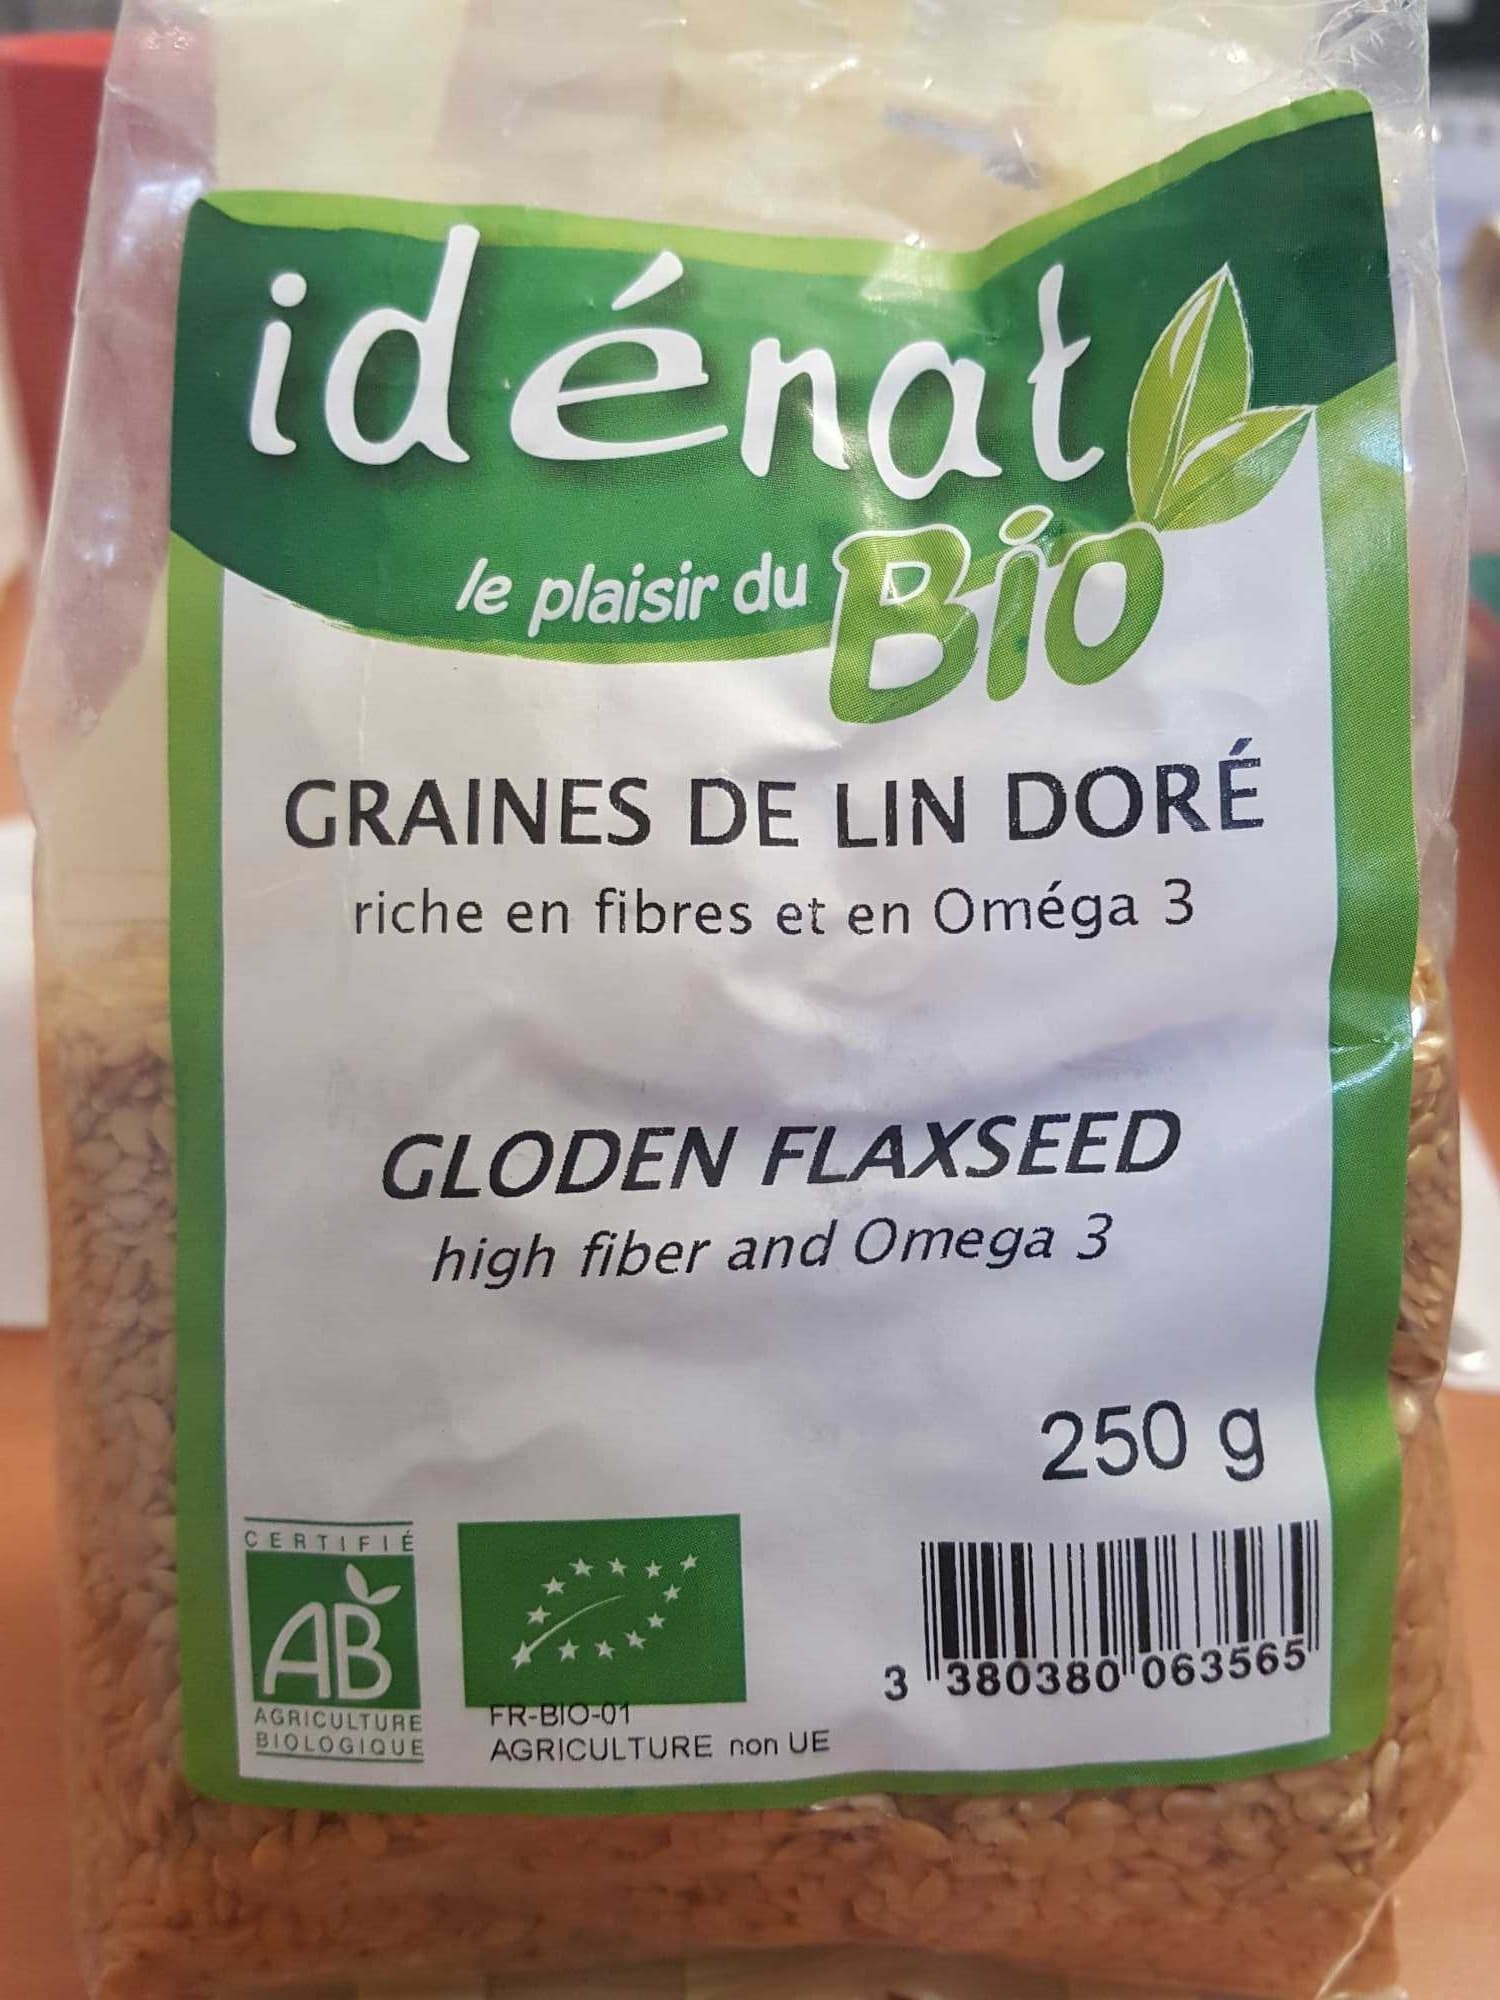 idénat
le plaisir du Bio
GRAINES DE LIN DORÉ
riche en fibres et en Oméga 3
GLODEN FLAXSEED
high fiber and Omega 3
250 g
CERTIFIÉ
AB
AGRICULTURE
BIOLOGIQUE
FR-BIO-01
AGRICULTURE non UE
3 380380 063565